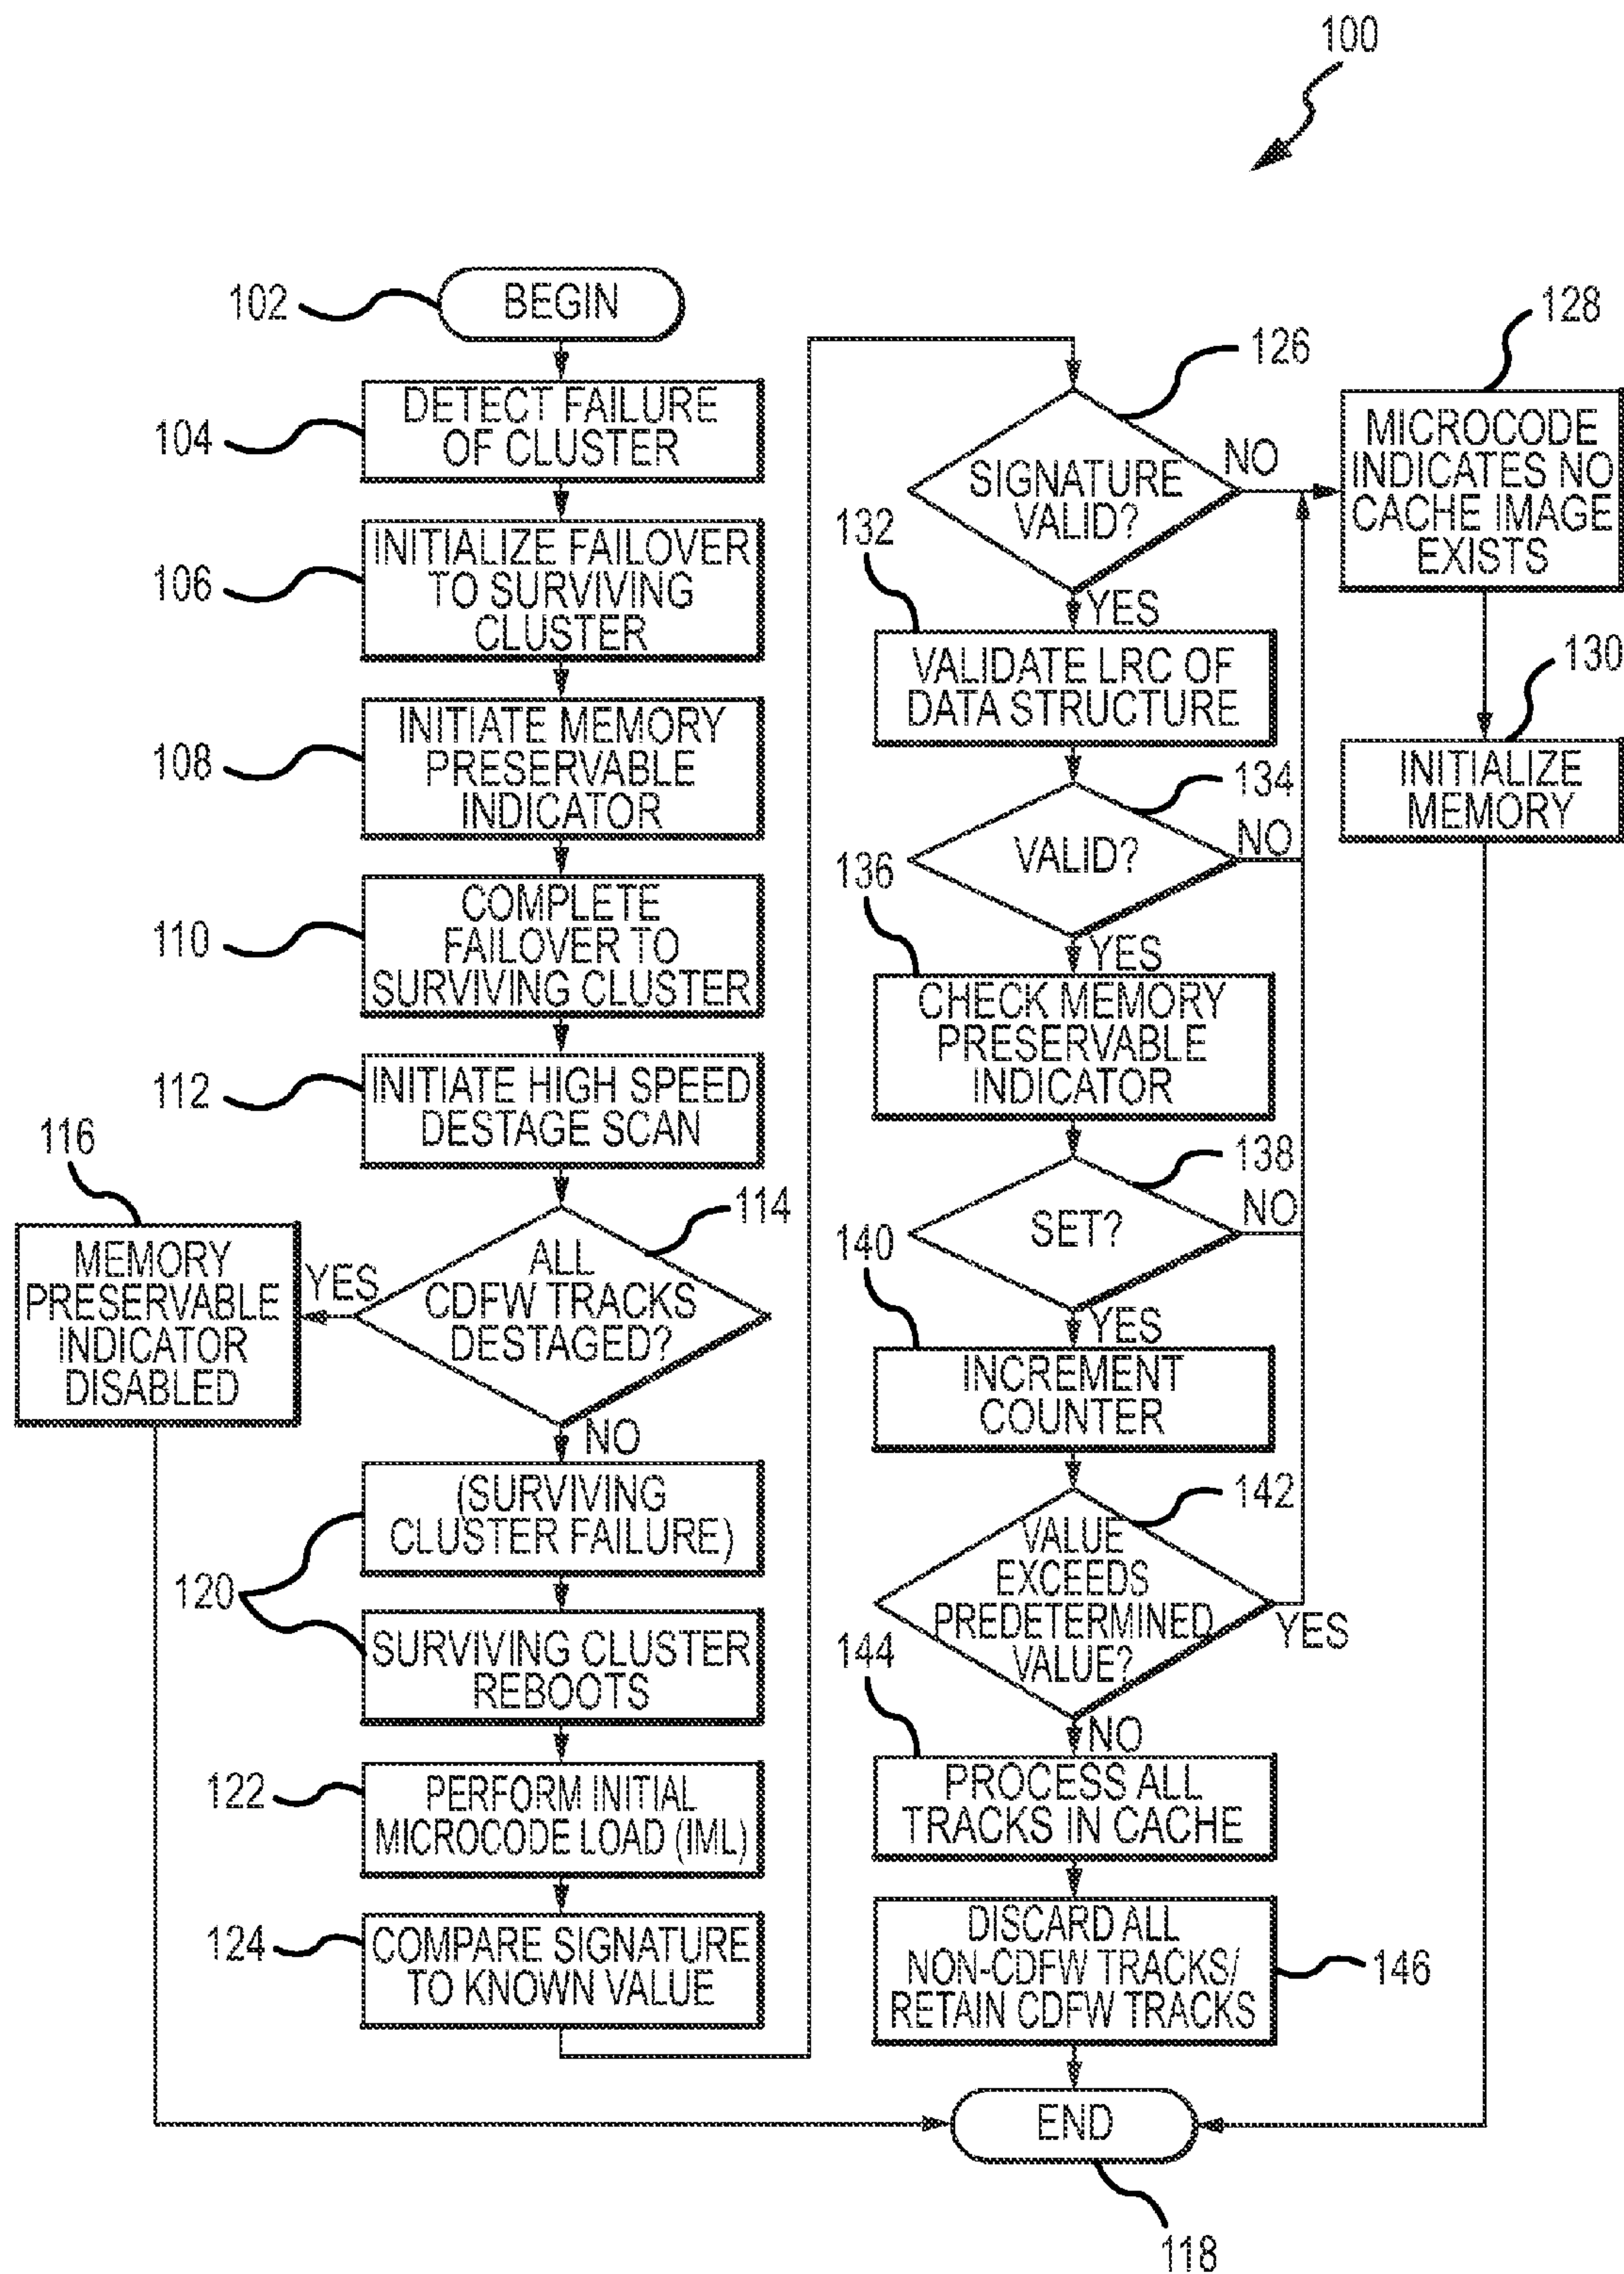 100
102
BEGIN
104
DETECT FAILURE
OF CLUSTER
106
INITIALIZE FAILOVER
TO SURVIVING
CLUSTER
108
INITIATE MEMORY
PRESERVABLE
INDICATOR
110
COMPLETE
FAILOVER TO
SURVIVING CLUSTER
112
INITIATE HIGH SPEED
DESTAGE SCAN
114
ALL
CDFW TRACKS
DESTAGED?
YES
116
MEMORY
PRESERVABLE
INDICATOR
DISABLED
NO
120
(SURVIVING
CLUSTER FAILURE)
SURVIVING CLUSTER
REBOOTS
122
PERFORM INITIAL
MICROCODE LOAD (IML)
124
COMPARE SIGNATURE
TO KNOWN VALUE
126
SIGNATURE
VALID?
NO
128
MICROCODE
INDICATES NO
CACHE IMAGE
EXISTS
130
INITIALIZE
MEMORY
YES
132
VALIDATE LRC OF
DATA STRUCTURE
134
VALID?
NO
YES
136
CHECK MEMORY
PRESERVABLE
INDICATOR
138
SET?
NO
YES
140
INCREMENT
COUNTER
142
VALUE
EXCEEDS
PREDETERMINED
VALUE?
YES
NO
144
PROCESS ALL
TRACKS IN CACHE
DISCARD ALL
NON-CDFW TRACKS/
RETAIN CDFW TRACKS
146
END
118